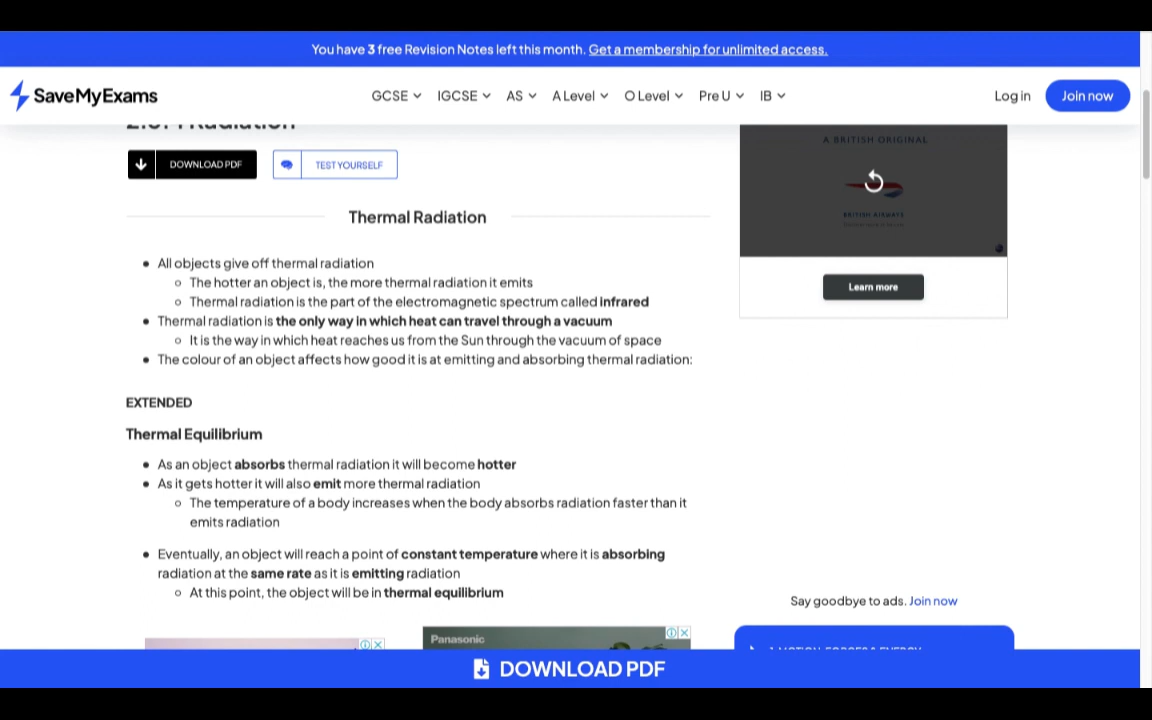 You have 3 free Revision Notes left this month. Get a membership for unlimited access.
SaveMyExams
GCSE IGCSE AS A Level O Level Pre U IB
Log in
Join now
Radiation
DOWNLOAD PDF
TEST YOURSELF
Thermal Radiation
All objects give off thermal radiation
The hotter an object is, the more thermal radiation it emits
Thermal radiation is the part of the electromagnetic spectrum called infrared
Thermal radiation is the only way in which heat can travel through a vacuum
It is the way in which heat reaches us from the Sun through the vacuum of space
The colour of an object affects how good it is at emitting and absorbing thermal radiation:
EXTENDED
Thermal Equilibrium
As an object absorbs thermal radiation it will become hotter
As it gets hotter it will also emit more thermal radiation
The temperature of a body increases when the body absorbs radiation faster than it
emits radiation
Eventually, an object will reach a point of constant temperature where it is absorbing
radiation at the same rate as it is emitting radiation
At this point, the object will be in thermal equilibrium
A BRITISH ORIGINAL
BRITISH AIRWAYS
Learn more
Say goodbye to ads. Join now
Panasonic
DOWNLOAD PDF